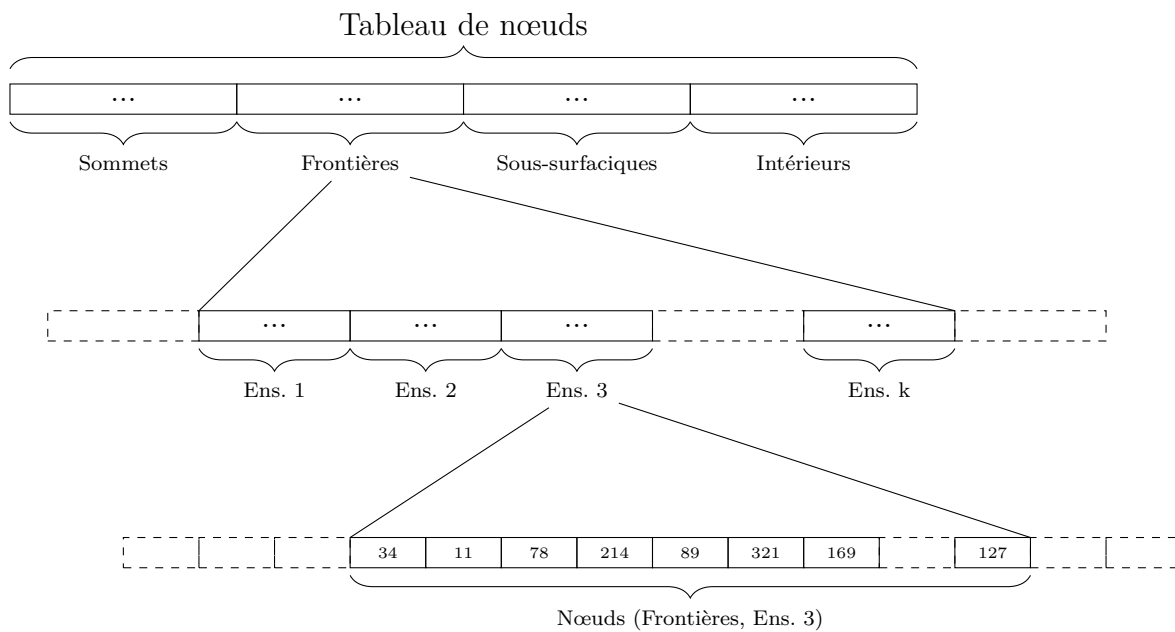 Tableau de nœuds
... ... ... ...
Sommets Frontières Sous-surfaciques Intérieurs
... ... ... ...
Ens. 1 Ens. 2 Ens. 3 Ens. k
34 11 78 214 89 321 169 127
Nœuds (Frontières, Ens. 3)